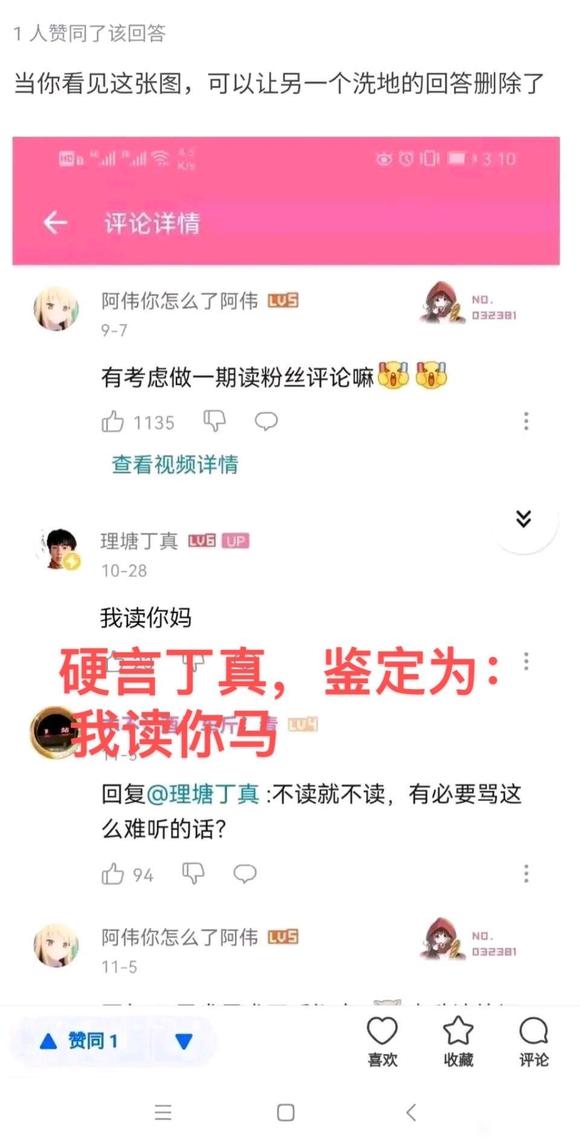 1 人赞同了该回答
当你看见这张图，可以让另一个洗地的回答删除了
3:10
评论详情
阿伟你怎么了阿伟 LV5
NO.
032381
9-7
有考虑做一期读粉丝评论嘛
1135
查看视频详情
理塘丁真 LV6 UP
10-28
我读你妈
硬言丁真，鉴定为：
我读你马
LV4
11-5
回复@理塘丁真 :不读就不读，有必要骂这
么难听的话？
94
阿伟你怎么了阿伟 LV5
NO.
032381
11-5
赞同 1
喜欢
收藏
评论